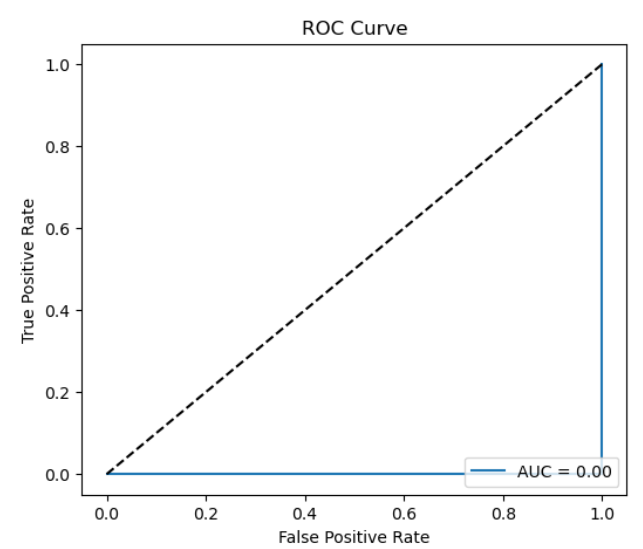 ROC Curve
True Positive Rate
1.0
0.8
0.6
0.4
0.2
0.0
AUC = 0.00
0.0 0.2 0.4 0.6 0.8 1.0
False Positive Rate